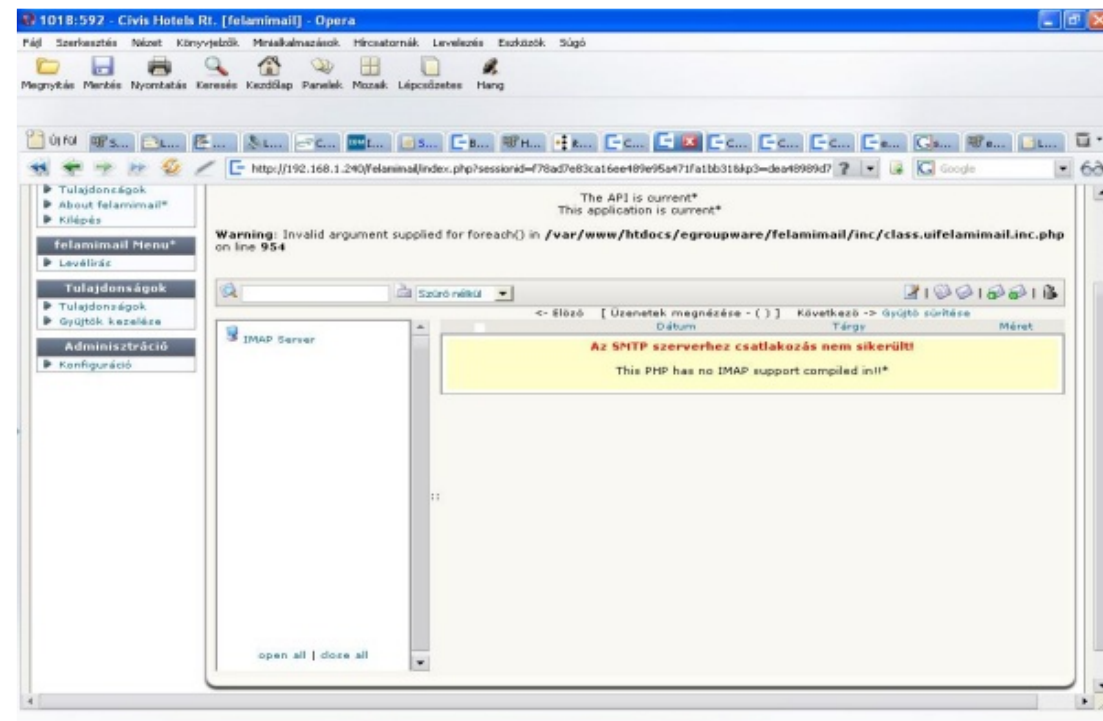 1018:592 - Civis Hotels Rt. [felamimail] - Opera
Fájl Szerkesztés Nézet Könyvjelzők Minialkalmazások Hírcsatornák Levelezés Eszközök Súgó
Megnyitás Mentés Nyomtatás Keresés Kezdőlap Panelek Mozaik Lépcsőzetes Hang
Új fül S... L... E... L... C... L... S... B... H... k... C... C... C... C... e... a... e... L...
http://192.168.1.240/felamimail/index.php?sessionid=f78ad7e83ca16ee489e95a471fa1bb31&kp3=dea48989d7 ? Google
Tulajdonságok
About felamimail*
Kilépés
felamimail Menu*
Levélírás
Tulajdonságok
Tulajdonságok
Gyűjtők kezelése
Adminisztráció
Konfiguráció
The API is current*
This application is current*
Warning: Invalid argument supplied for foreach() in /var/www/htdocs/egroupware/felamimail/inc/class.uifelamimail.inc.php
on line 954
Szűrő nélkül
<- Előző [ Üzenetek megnézése - ( ) ] Következő -> Gyűjtő sűrítése
IMAP Server
Dátum Tárgy Méret
Az SMTP szerverhez csatlakozás nem sikerült!
This PHP has no IMAP support compiled in!!*
open all | close all